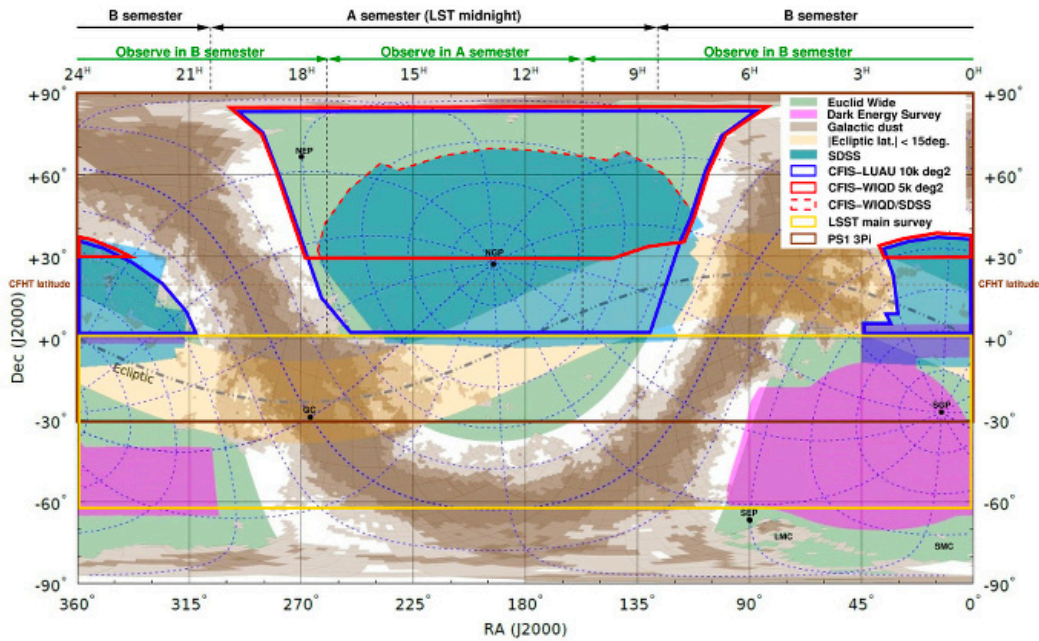 B semester A semester (LST midnight) B semester
Observe in B semester Observe in A semester Observe in B semester
24H 21H 18H 15H 12H 9H 6H 3H 0H
+90° +90°
Euclid Wide
Dark Energy Survey
Galactic dust
|Ecliptic lat.| < 15deg.
SDSS
CFIS-LUAU 10k deg2
CFIS-WIQD 5k deg2
CFIS-WIQD/SDSS
LSST main survey
PS1 3Pi
NEP
+60° +60°
NGP
+30° +30°
CFHT latitude CFHT latitude
+0° +0°
Ecliptic
GC
SGP
-30° -30°
-60° -60°
SEP
LMC
SMC
-90° -90°
Dec (J2000)
360 315 270 225 180 135 90 45 0
RA (J2000)